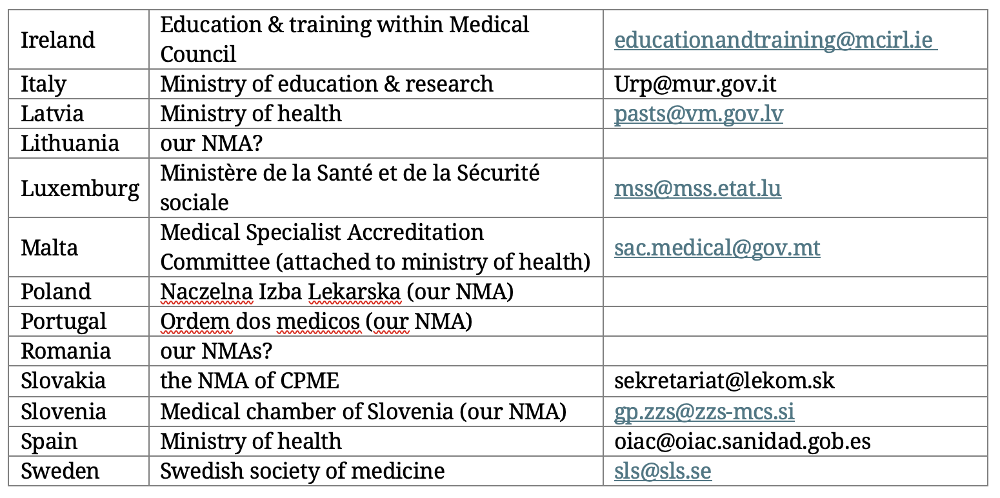 Ireland
Education & training within Medical
Council
educationandtraining@mcirl.ie
Italy
Ministry of education & research
Urp@mur.gov.it
Latvia
Ministry of health
pasts@vm.gov.lv
Lithuania
our NMA?
Luxemburg
Ministère de la Santé et de la Sécurité
sociale
mss@mss.etat.lu
Malta
Medical Specialist Accreditation
Committee (attached to ministry of health)
sac.medical@gov.mt
Poland
Naczelna Izba Lekarska (our NMA)
Portugal
Ordem dos medicos (our NMA)
Romania
our NMAs?
Slovakia
the NMA of CPME
sekretariat@lekom.sk
Slovenia
Medical chamber of Slovenia (our NMA)
gp.zzs@zzs-mcs.si
Spain
Ministry of health
oiac@oiac.sanidad.gob.es
Sweden
Swedish society of medicine
sls@sls.se